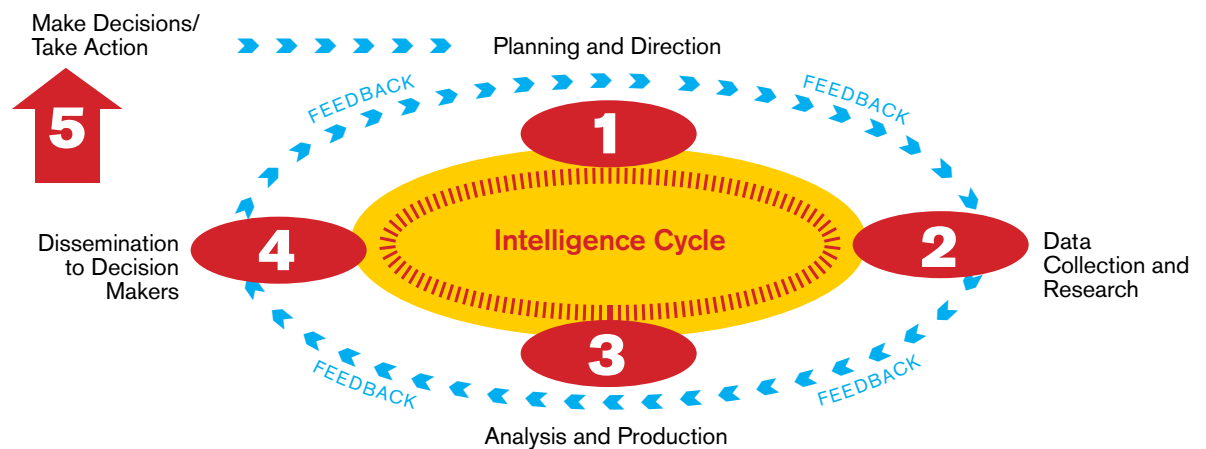 Make Decisions/
Take Action
Planning and Direction
FEEDBACK
FEEDBACK
5
1
Intelligence Cycle
4
2
Dissemination
to Decision
Makers
Data
Collection and
Research
3
FEEDBACK
FEEDBACK
Analysis and Production